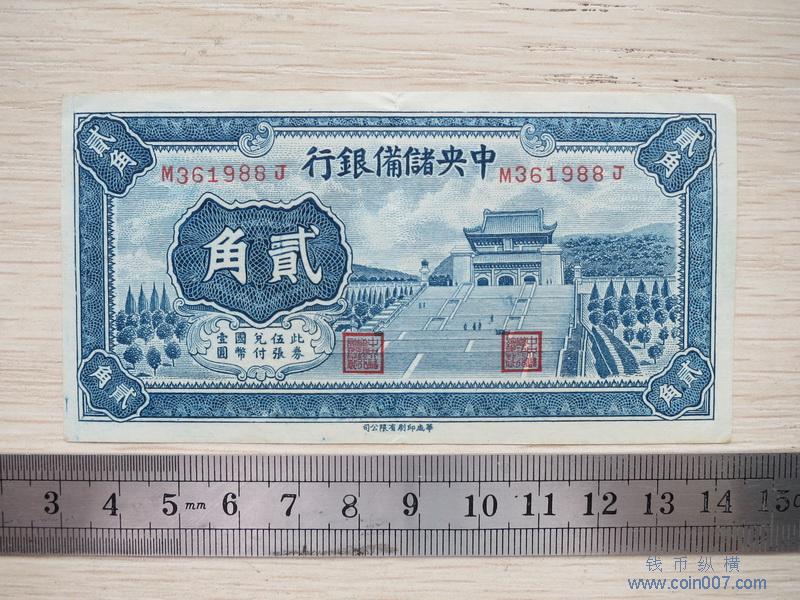 行銀備儲央中
貳角
貳角
M361988J
M361988J
角貳
此券
伍張
兌付
國幣
壹圓
角貳
角貳
華成印刷有限公司
3 4 5 mm 6 7 8 9 10 11 12 13 14 15
钱币纵横
www.coin007.com